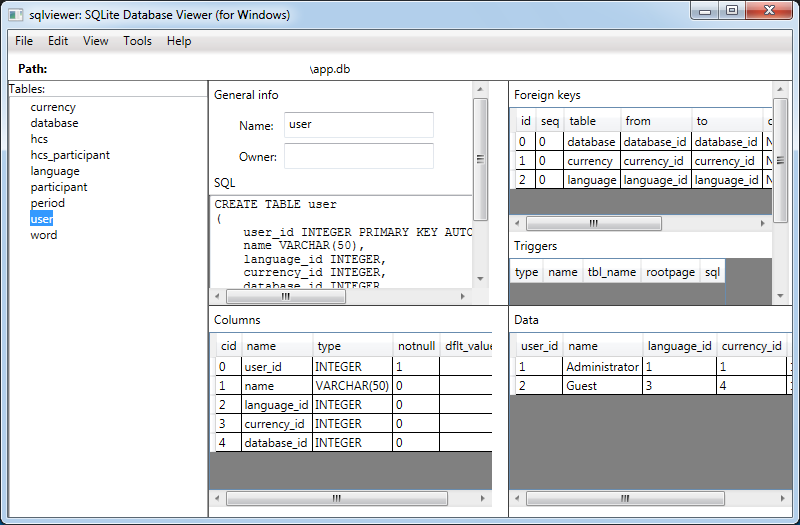 sqlviewer: SQLite Database Viewer (for Windows)
File Edit View Tools Help
Path: \app.db
Tables:
currency
database
hcs
hcs_participant
language
participant
period
user
word
General info
Name: user
Owner:
SQL
CREATE TABLE user
(
user_id INTEGER PRIMARY KEY AUTO
name VARCHAR(50),
language_id INTEGER,
currency_id INTEGER,
database_id INTEGER
Foreign keys
id seq table from to
0 0 database database_id database_id
1 0 currency currency_id currency_id
2 0 language language_id language_id
Triggers
type name tbl_name rootpage sql
Columns
cid name type notnull dflt_value
0 user_id INTEGER 1
1 name VARCHAR(50) 0
2 language_id INTEGER 0
3 currency_id INTEGER 0
4 database_id INTEGER 0
Data
user_id name language_id currency_id
1 Administrator 1 1
2 Guest 3 4